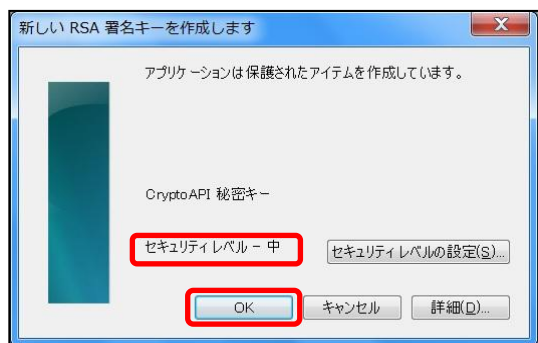 新しい RSA 署名キーを作成します
アプリケーションは保護されたアイテムを作成しています。
CryptoAPI 秘密キー
セキュリティ レベル - 中
セキュリティ レベルの設定(S)...
OK
キャンセル
詳細(D)...